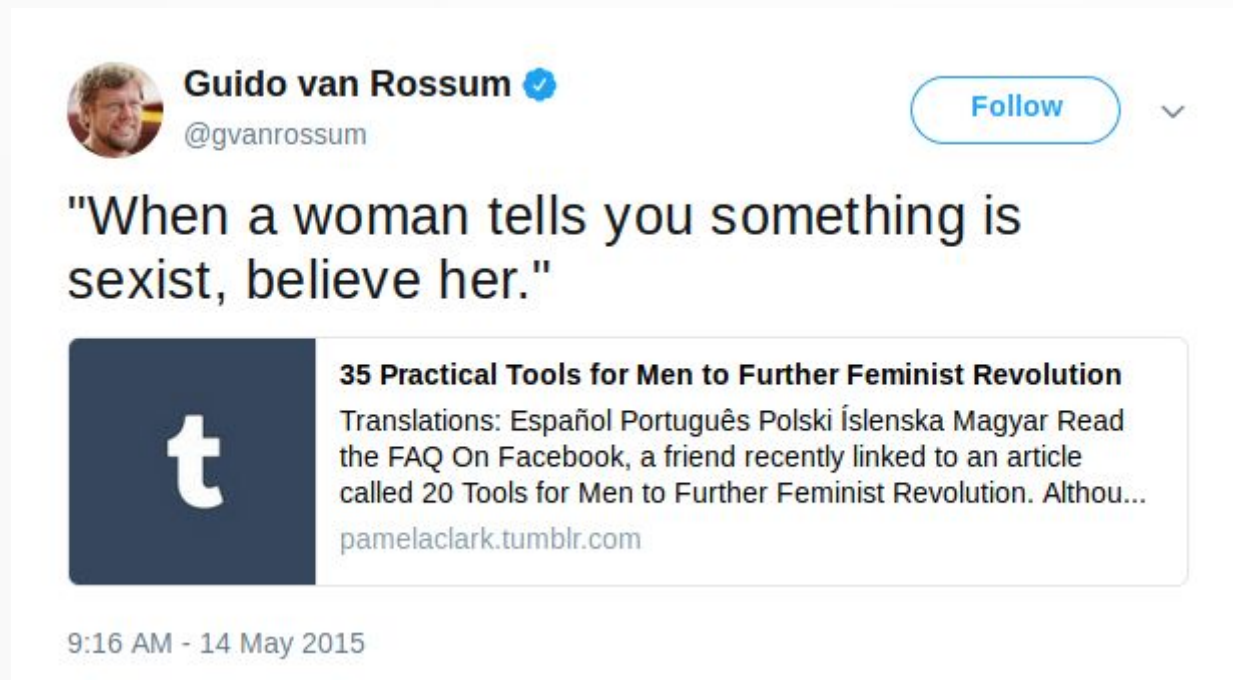 Guido van Rossum
@gvanrossum
Follow
"When a woman tells you something is
sexist, believe her."
t
35 Practical Tools for Men to Further Feminist Revolution
Translations: Español Português Polski Íslenska Magyar Read
the FAQ On Facebook, a friend recently linked to an article
called 20 Tools for Men to Further Feminist Revolution. Althou...
pamelaclark.tumblr.com
9:16 AM - 14 May 2015